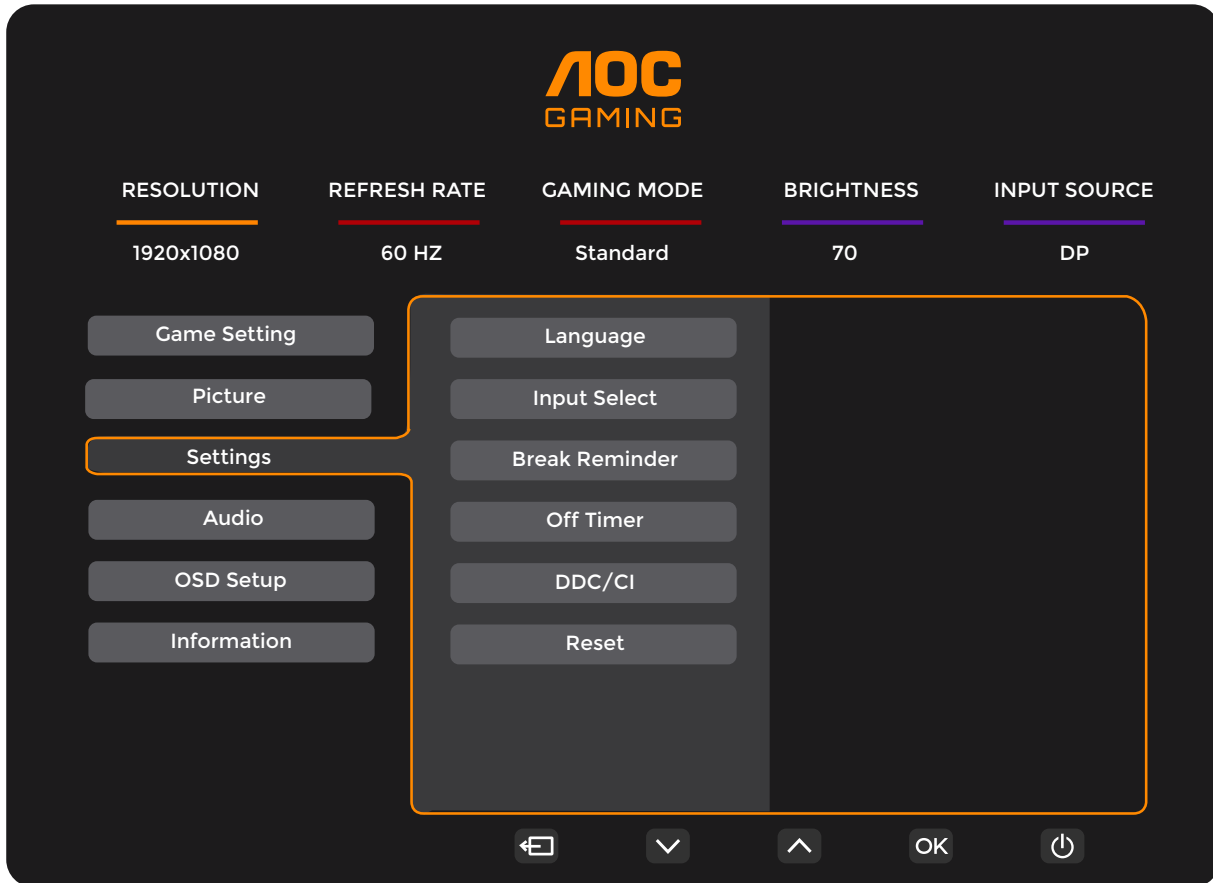 AOC
GAMING
RESOLUTION REFRESH RATE GAMING MODE BRIGHTNESS INPUT SOURCE
1920x1080 60 HZ Standard 70 DP
Game Setting
Picture
Settings
Audio
OSD Setup
Information
Language
Input Select
Break Reminder
Off Timer
DDC/CI
Reset
OK